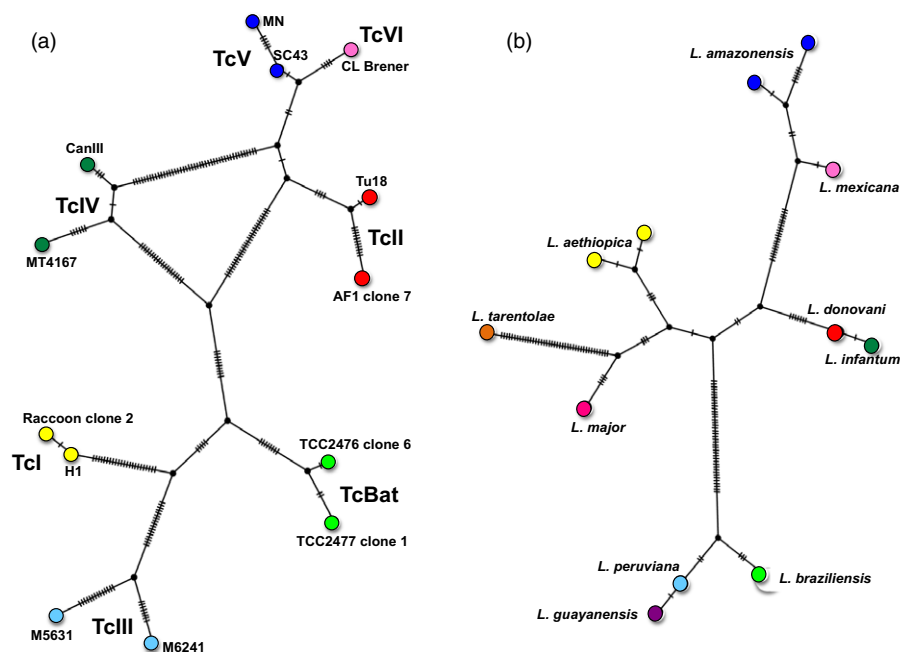 (a)
MN
TcVI
TcV
SC43
CL Brener
CanIII
Tu18
TcIV
TcII
MT4167
AF1 clone 7
Raccoon clone 2
TCC2476 clone 6
TcI
H1
TcBat
TCC2477 clone 1
M5631
TcIII
M6241
(b)
L. amazonensis
L. mexicana
L. aethiopica
L. tarentolae
L. donovani
L. infantum
L. major
L. peruviana
L. braziliensis
L. guayanensis